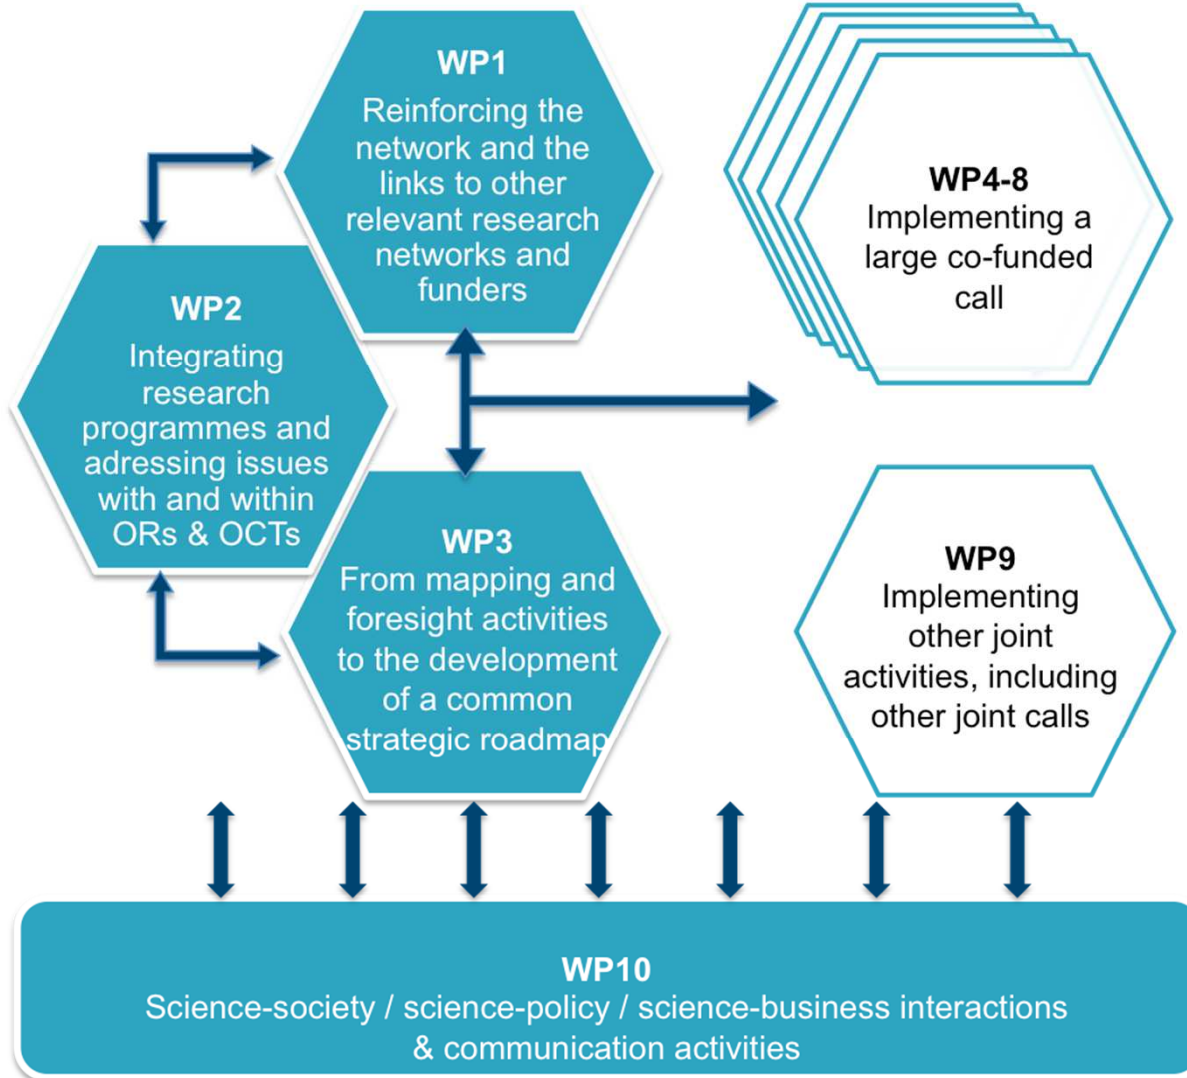 WP1
Reinforcing the
network and the
links to other
relevant research
networks and
funders
WP2
Integrating
research
programmes and
adressing issues
with and within
ORs & OCTs
WP3
From mapping and
foresight activities
to the development
of a common
strategic roadmap
WP4-8
Implementing a
large co-funded
call
WP9
Implementing
other joint
activities, including
other joint calls
WP10
Science-society / science-policy / science-business interactions
& communication activities